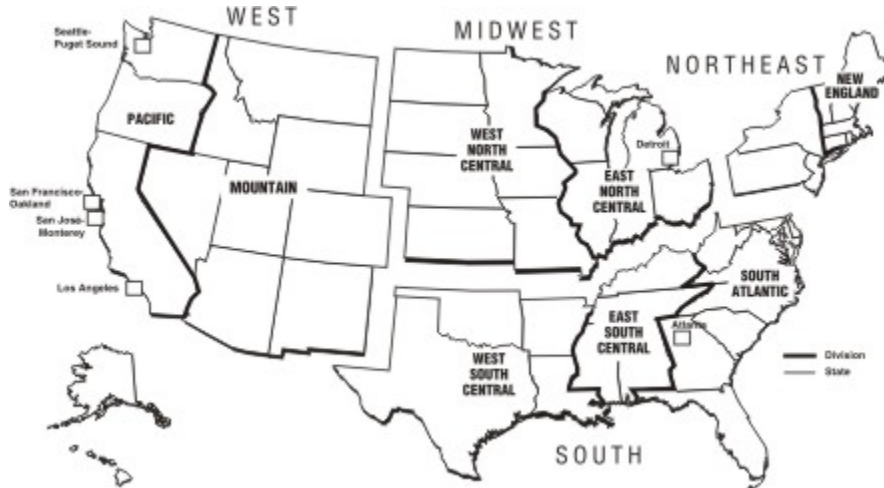 WEST
MIDWEST
NORTHEAST
Seattle-
Puget Sound
NEW
ENGLAND
PACIFIC
WEST
NORTH
CENTRAL
Detroit
EAST
NORTH
CENTRAL
MOUNTAIN
San Francisco-
Oakland
San Jose-
Monterey
Los Angeles
SOUTH
ATLANTIC
EAST
SOUTH
CENTRAL
Atlanta
WEST
SOUTH
CENTRAL
Division
State
SOUTH